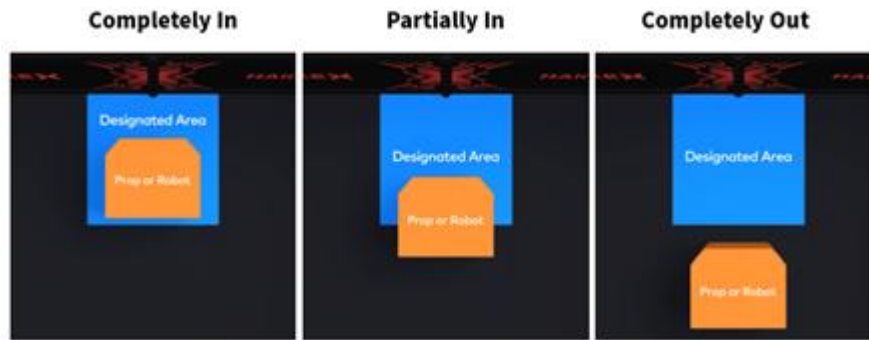 Completely In
Partially In
Completely Out
Designated Area
Prop or Robot
Designated Area
Prop or Robot
Designated Area
Prop or Robot